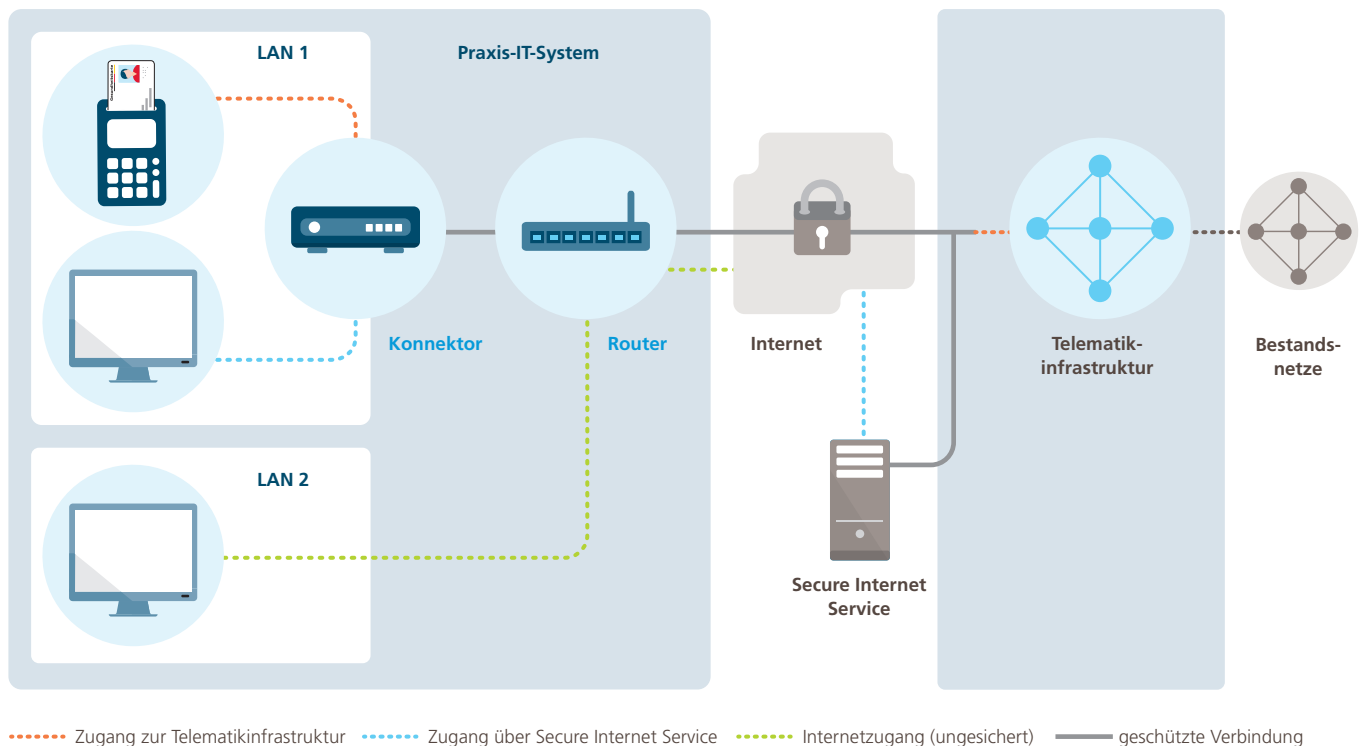 LAN 1
Praxis-IT-System
Gesundheitskarte
Konnektor
Router
Internet
Telematik-
infrastruktur
Bestands-
netze
LAN 2
Secure Internet
Service
Zugang zur Telematikinfrastruktur
Zugang über Secure Internet Service
Internetzugang (ungesichert)
geschützte Verbindung